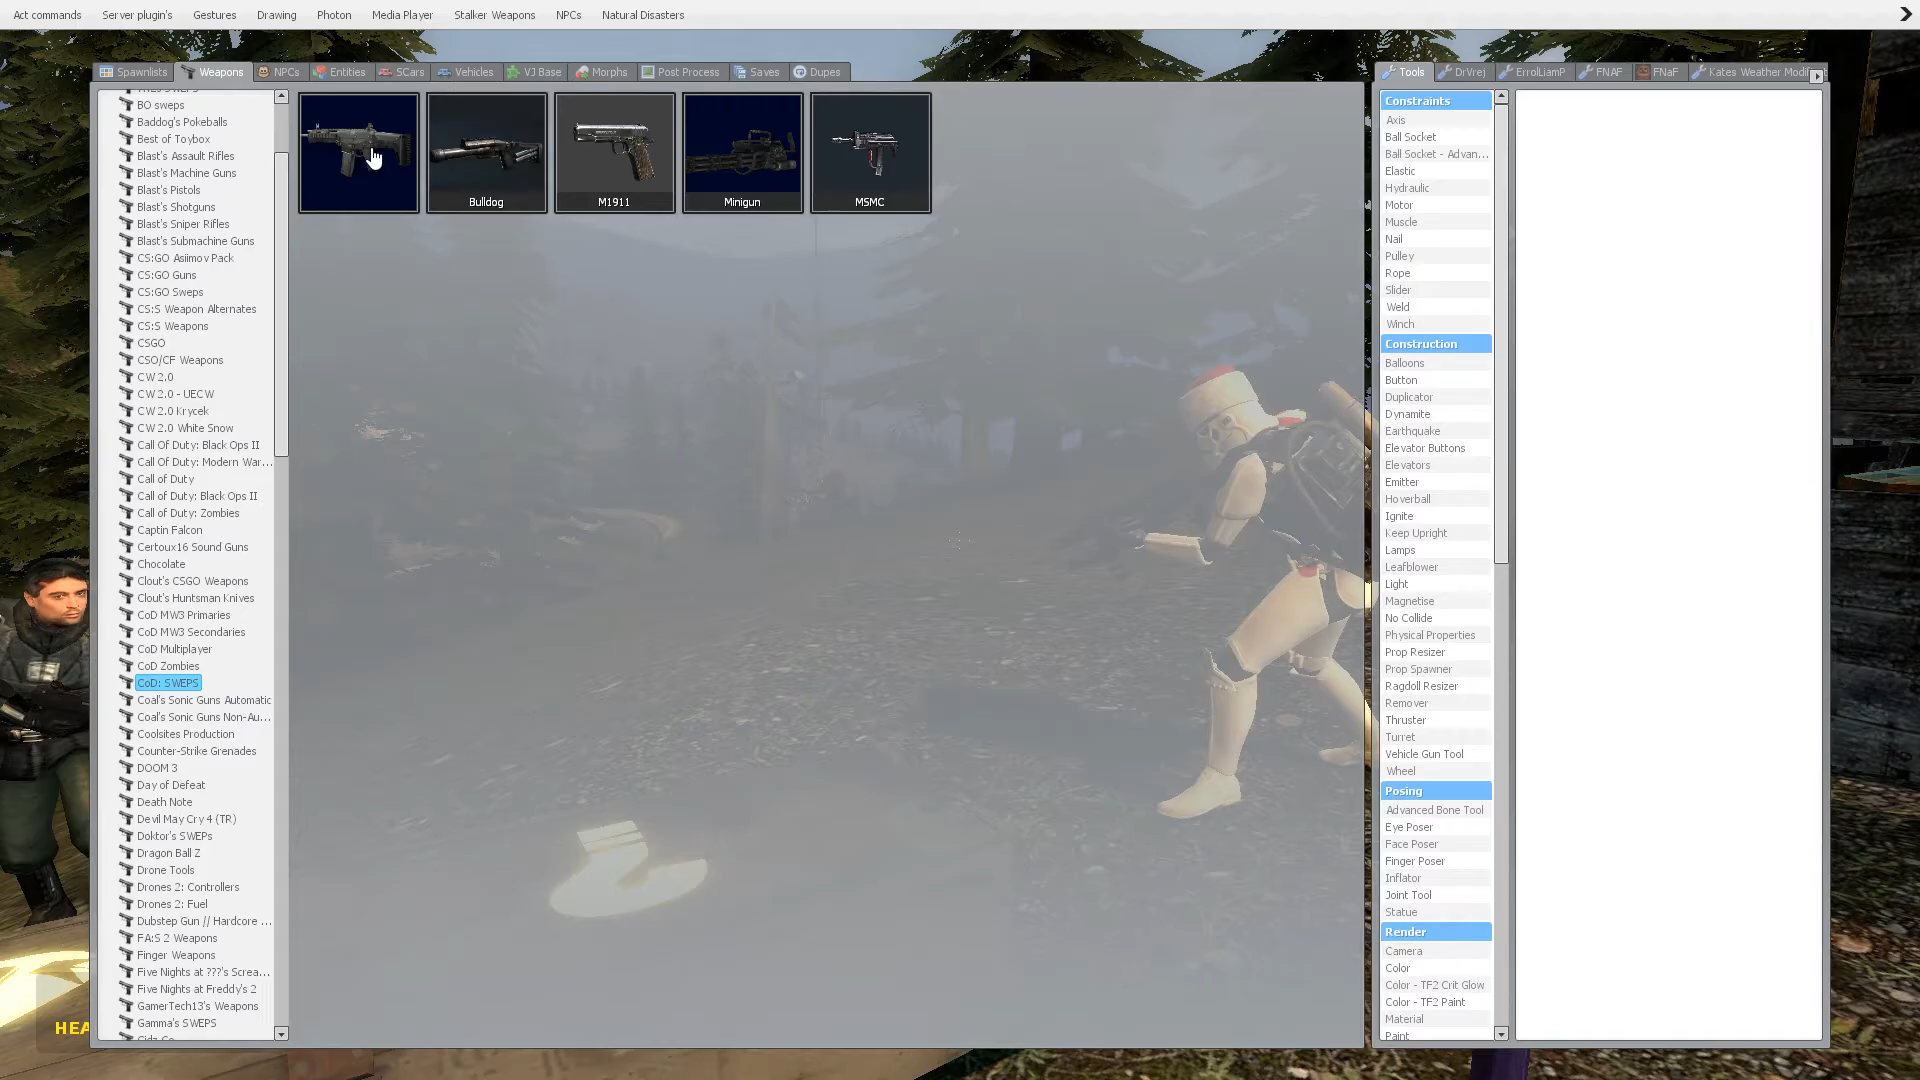 Act commands Server plugin's Gestures Drawing Photon Media Player Stalker Weapons NPCs Natural Disasters
Spawnlists Weapons NPCs Entities SCars Vehicles VJ Base Morphs Post Process Saves Dupes
BO sweps
Baddog's Pokeballs
Best of Toybox
Blast's Assault Rifles
Blast's Machine Guns
Blast's Pistols
Blast's Shotguns
Blast's Sniper Rifles
Blast's Submachine Guns
CS:GO Asiimov Pack
CS:GO Guns
CS:GO Sweps
CS:S Weapon Alternates
CS:S Weapons
CSGO
CSO/CF Weapons
CW 2.0
CW 2.0 - UECW
CW 2.0 Krycek
CW 2.0 White Snow
Call Of Duty: Black Ops II
Call Of Duty: Modern War...
Call of Duty
Call of Duty: Black Ops II
Call of Duty: Zombies
Captin Falcon
Certoux16 Sound Guns
Chocolate
Clout's CSGO Weapons
Clout's Huntsman Knives
CoD MW3 Primaries
CoD MW3 Secondaries
CoD Multiplayer
CoD Zombies
CoD: SWEPS
Coal's Sonic Guns Automatic
Coal's Sonic Guns Non-Au...
Coolsites Production
Counter-Strike Grenades
DOOM 3
Day of Defeat
Death Note
Devil May Cry 4 (TR)
Doktor's SWEPs
Dragon Ball Z
Drone Tools
Drones 2: Controllers
Drones 2: Fuel
Dubstep Gun // Hardcore ...
FA:S 2 Weapons
Finger Weapons
Five Nights at ???'s Screa...
Five Nights at Freddy's 2
GamerTech13's Weapons
Gamma's SWEPS
Bulldog
M1911
Minigun
MSMC
HEA
Tools DrVrej ErrolLiamP FNAF FNaF Kates Weather Modif
Constraints
Axis
Ball Socket
Ball Socket - Advan...
Elastic
Hydraulic
Motor
Muscle
Nail
Pulley
Rope
Slider
Weld
Winch
Construction
Balloons
Button
Duplicator
Dynamite
Earthquake
Elevator Buttons
Elevators
Emitter
Hoverball
Ignite
Keep Upright
Lamps
Leafblower
Light
Magnetise
No Collide
Physical Properties
Prop Resizer
Prop Spawner
Ragdoll Resizer
Remover
Thruster
Turret
Vehicle Gun Tool
Wheel
Posing
Advanced Bone Tool
Eye Poser
Face Poser
Finger Poser
Inflator
Joint Tool
Statue
Render
Camera
Color
Color - TF2 Crit Glow
Color - TF2 Paint
Material
Paint